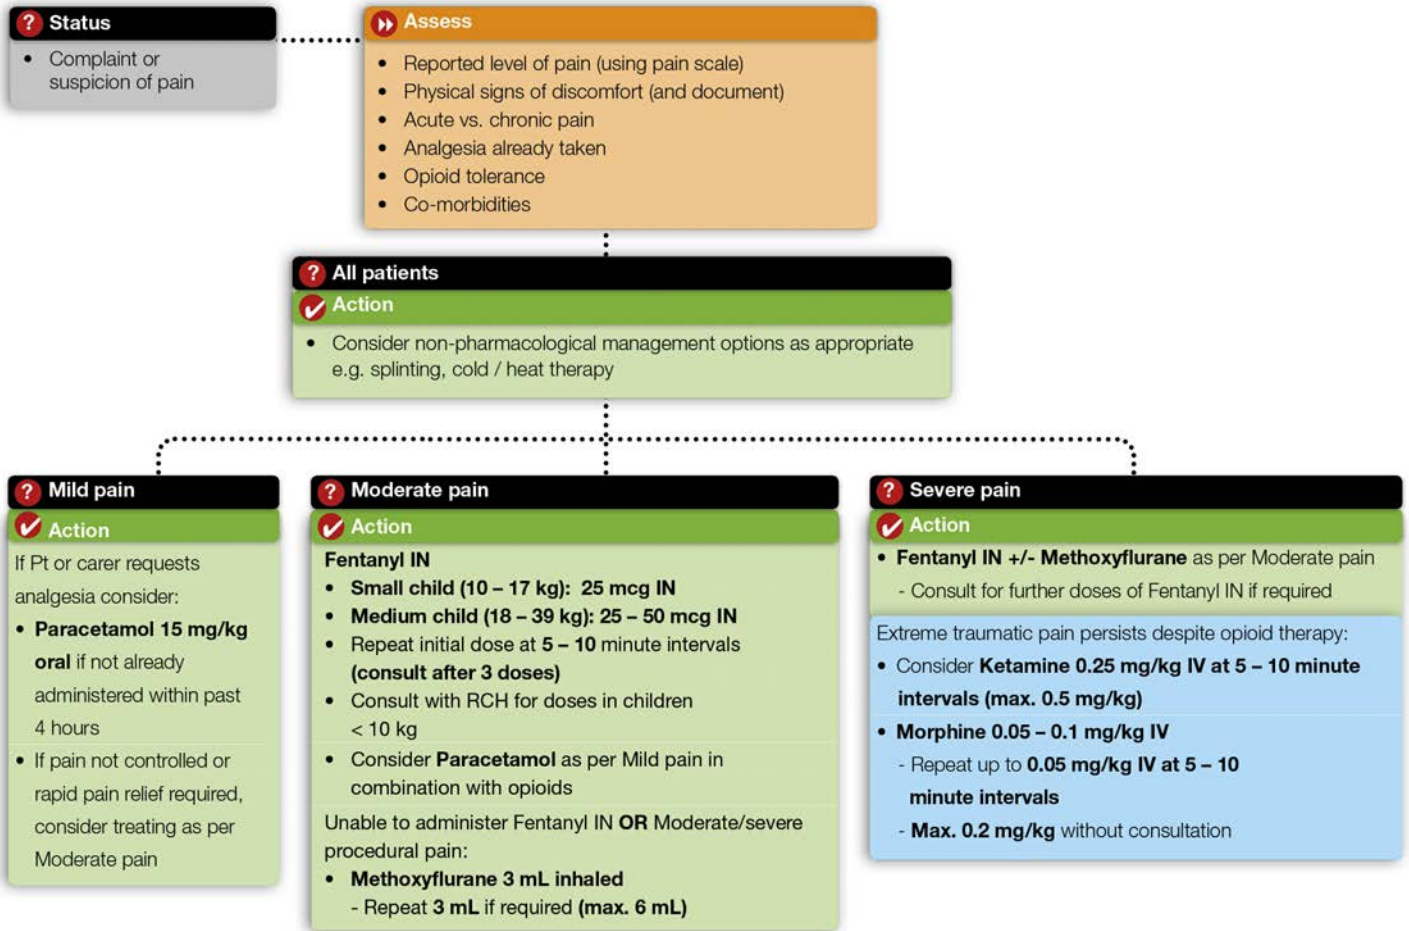 Status
• Complaint or
suspicion of pain
Assess
• Reported level of pain (using pain scale)
• Physical signs of discomfort (and document)
• Acute vs. chronic pain
• Analgesia already taken
• Opioid tolerance
• Co-morbidities
All patients
Action
• Consider non-pharmacological management options as appropriate
e.g. splinting, cold / heat therapy
Mild pain
Action
If Pt or carer requests
analgesia consider:
• Paracetamol 15 mg/kg
oral if not already
administered within past
4 hours
• If pain not controlled or
rapid pain relief required,
consider treating as per
Moderate pain
Moderate pain
Action
Fentanyl IN
• Small child (10 – 17 kg): 25 mcg IN
• Medium child (18 – 39 kg): 25 – 50 mcg IN
• Repeat initial dose at 5 – 10 minute intervals
(consult after 3 doses)
• Consult with RCH for doses in children
< 10 kg
• Consider Paracetamol as per Mild pain in
combination with opioids
Unable to administer Fentanyl IN OR Moderate/severe
procedural pain:
• Methoxyflurane 3 mL inhaled
- Repeat 3 mL if required (max. 6 mL)
Severe pain
Action
• Fentanyl IN +/- Methoxyflurane as per Moderate pain
- Consult for further doses of Fentanyl IN if required
Extreme traumatic pain persists despite opioid therapy:
• Consider Ketamine 0.25 mg/kg IV at 5 – 10 minute
intervals (max. 0.5 mg/kg)
• Morphine 0.05 – 0.1 mg/kg IV
- Repeat up to 0.05 mg/kg IV at 5 – 10
minute intervals
- Max. 0.2 mg/kg without consultation